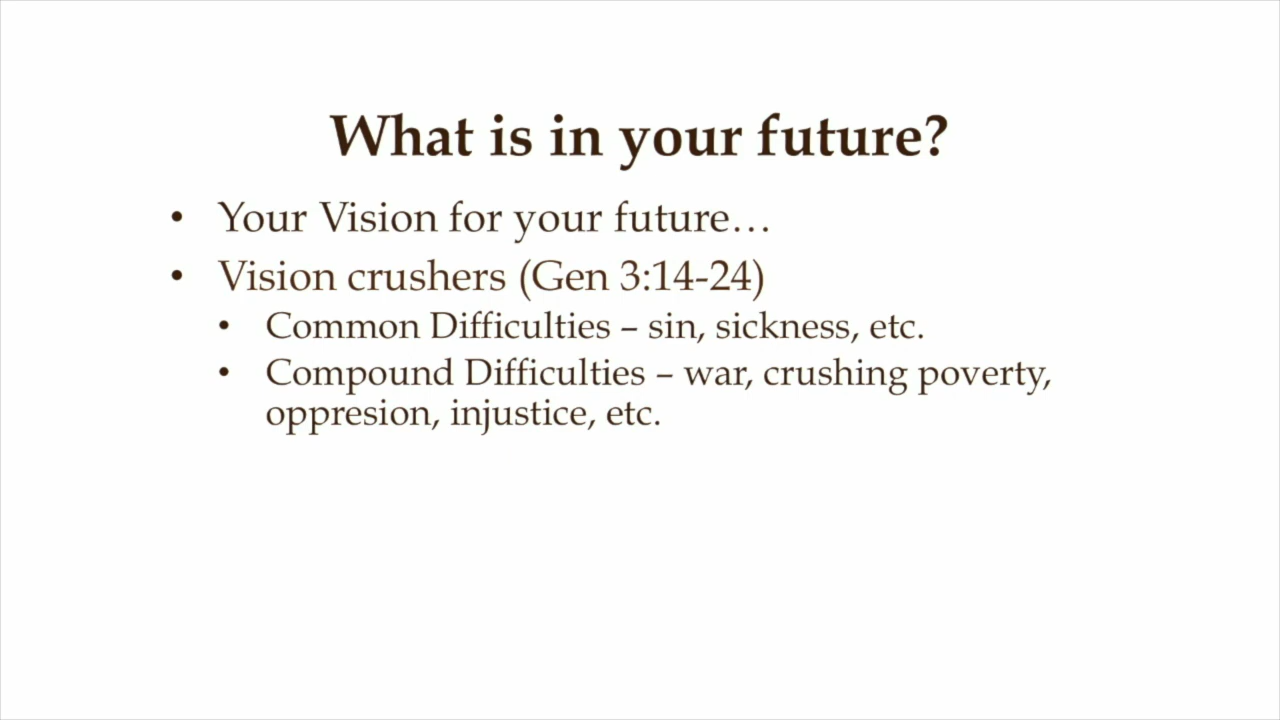 What is in your future?
• Your Vision for your future…
• Vision crushers (Gen 3:14-24)
• Common Difficulties – sin, sickness, etc.
• Compound Difficulties – war, crushing poverty,
oppresion, injustice, etc.